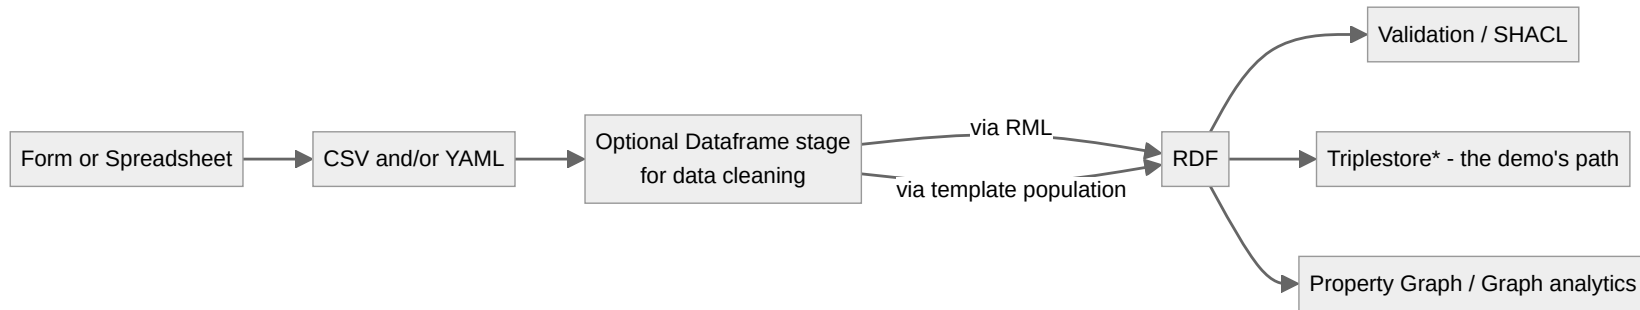 Form or Spreadsheet
CSV and/or YAML
Optional Dataframe stage
for data cleaning
via RML
via template population
RDF
Validation / SHACL
Triplestore* - the demo's path
Property Graph / Graph analytics